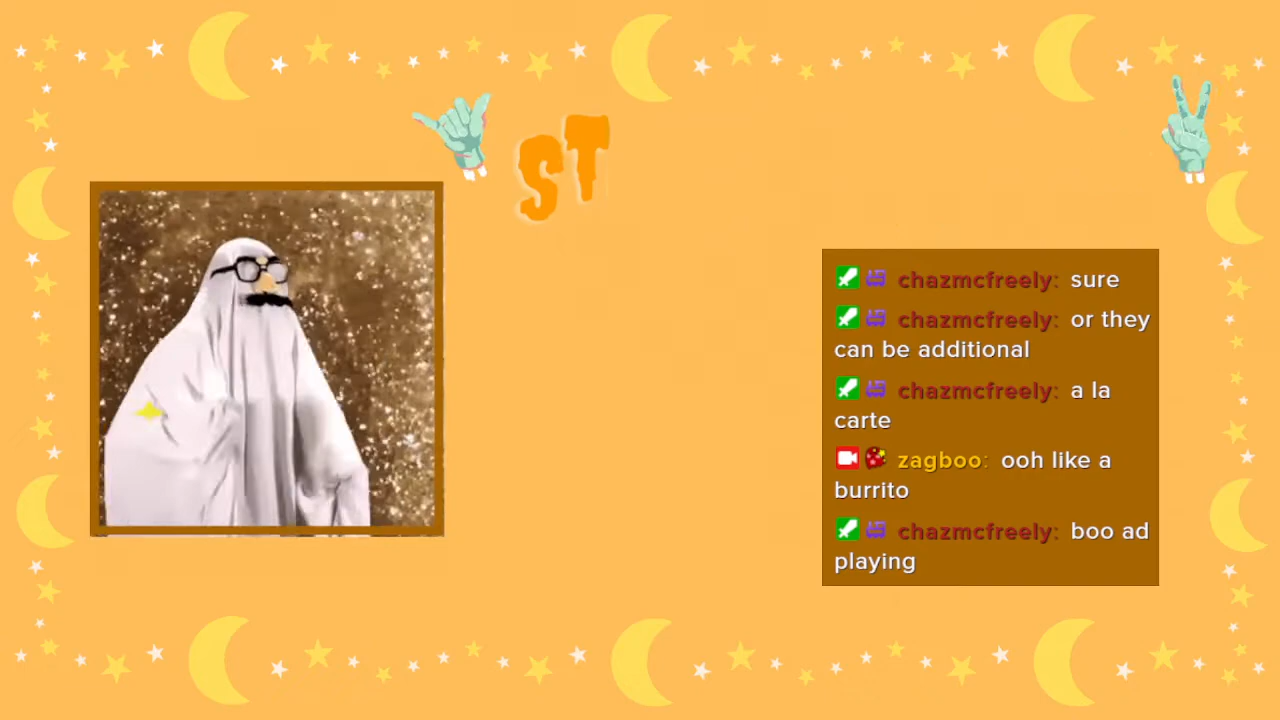 ST
chazmcfreely: sure
chazmcfreely: or they
can be additional
chazmcfreely: a la
carte
zagboo: ooh like a
burrito
chazmcfreely: boo ad
playing